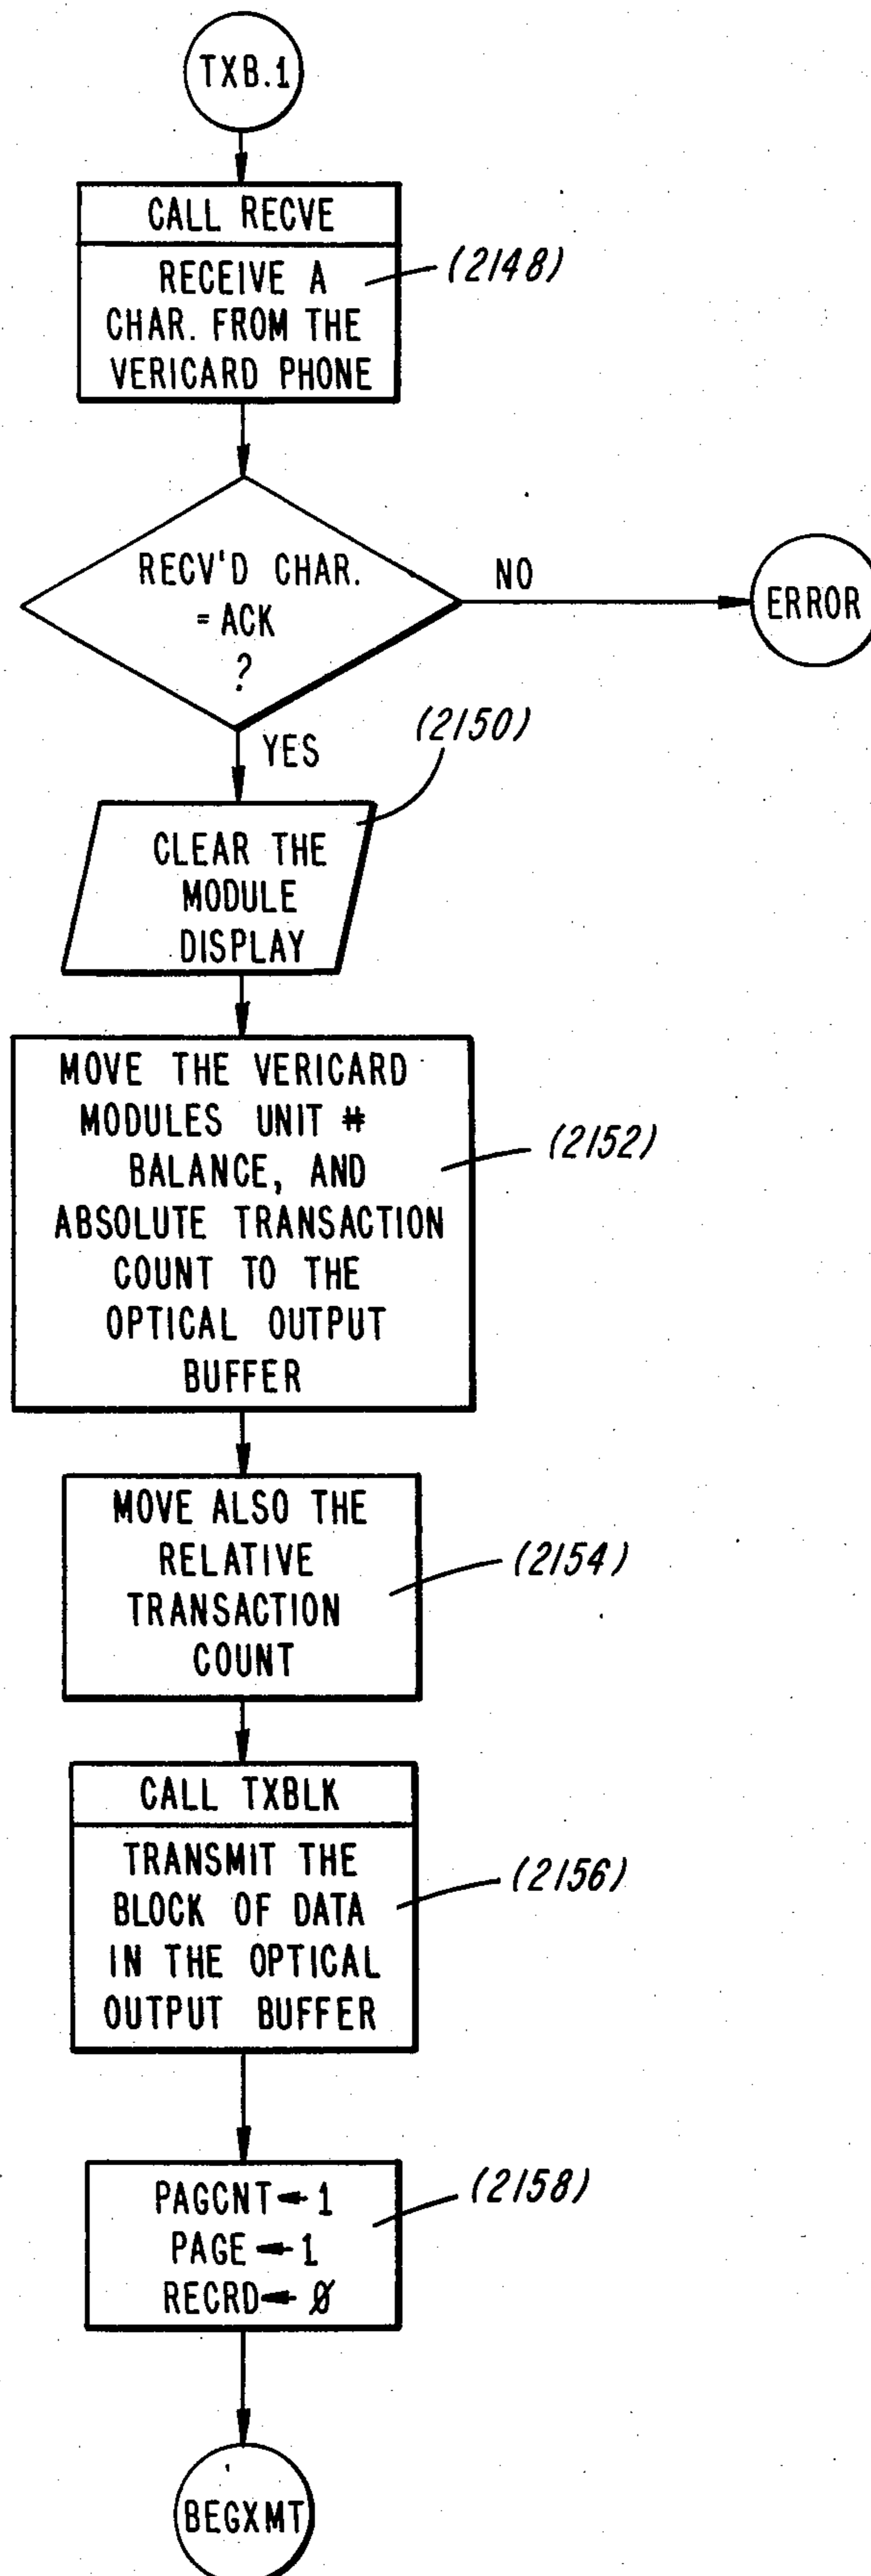 TXB.1
CALL RECVE
RECEIVE A
CHAR. FROM THE
VERICARD PHONE
(2148)
RECV'D CHAR.
= ACK
?
NO
ERROR
YES
(2150)
CLEAR THE
MODULE
DISPLAY
MOVE THE VERICARD
MODULES UNIT #
BALANCE, AND
ABSOLUTE TRANSACTION
COUNT TO THE
OPTICAL OUTPUT
BUFFER
(2152)
MOVE ALSO THE
RELATIVE
TRANSACTION
COUNT
(2154)
CALL TXBLK
TRANSMIT THE
BLOCK OF DATA
IN THE OPTICAL
OUTPUT BUFFER
(2156)
PAGCNT←1
PAGE←1
RECRD←Ø
(2158)
BEGXMT